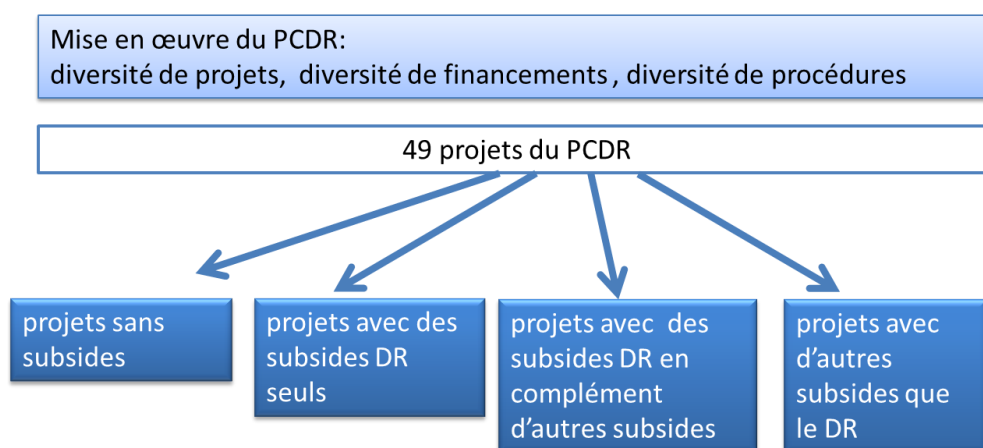 Mise en œuvre du PCDR:
diversité de projets, diversité de financements , diversité de procédures
49 projets du PCDR
projets sans
subsides
projets avec des
subsides DR
seuls
projets avec des
subsides DR en
complément
d'autres subsides
projets avec
d'autres
subsides que
le DR